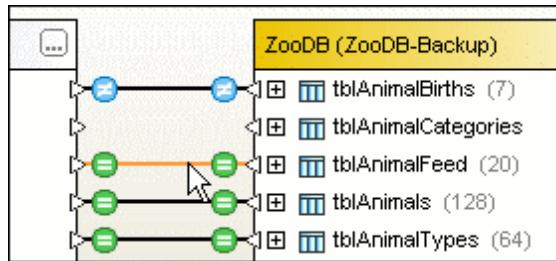 ...
ZooDB (ZooDB-Backup)
tblAnimalBirths (7)
tblAnimalCategories
tblAnimalFeed (20)
tblAnimals (128)
tblAnimalTypes (64)